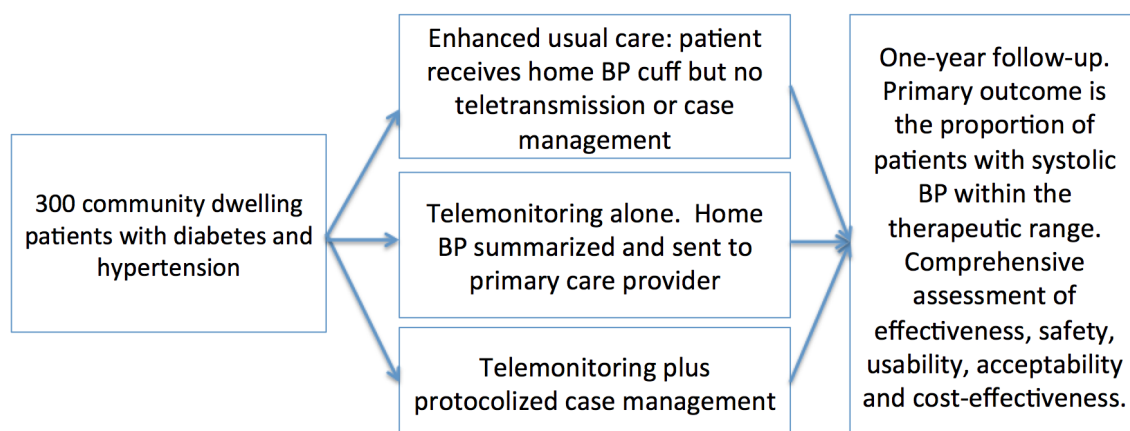 300 community dwelling
patients with diabetes and
hypertension
Enhanced usual care: patient
receives home BP cuff but no
teletransmission or case
management
Telemonitoring alone.  Home
BP summarized and sent to
primary care provider
Telemonitoring plus
protocolized case management
One-year follow-up.
Primary outcome is
the proportion of
patients with systolic
BP within the
therapeutic range.
Comprehensive
assessment of
effectiveness, safety,
usability, acceptability
and cost-effectiveness.